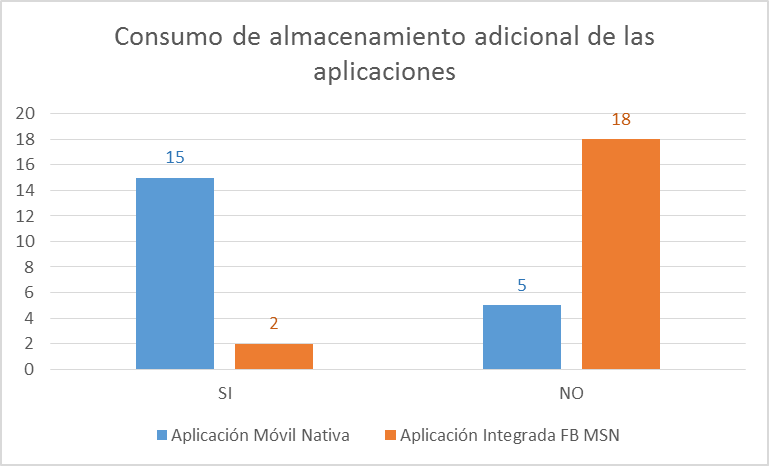 Consumo de almacenamiento adicional de las
aplicaciones
20
18
16
14
12
10
8
6
4
2
0
15
2
5
18
SI
NO
Aplicación Móvil Nativa
Aplicación Integrada FB MSN